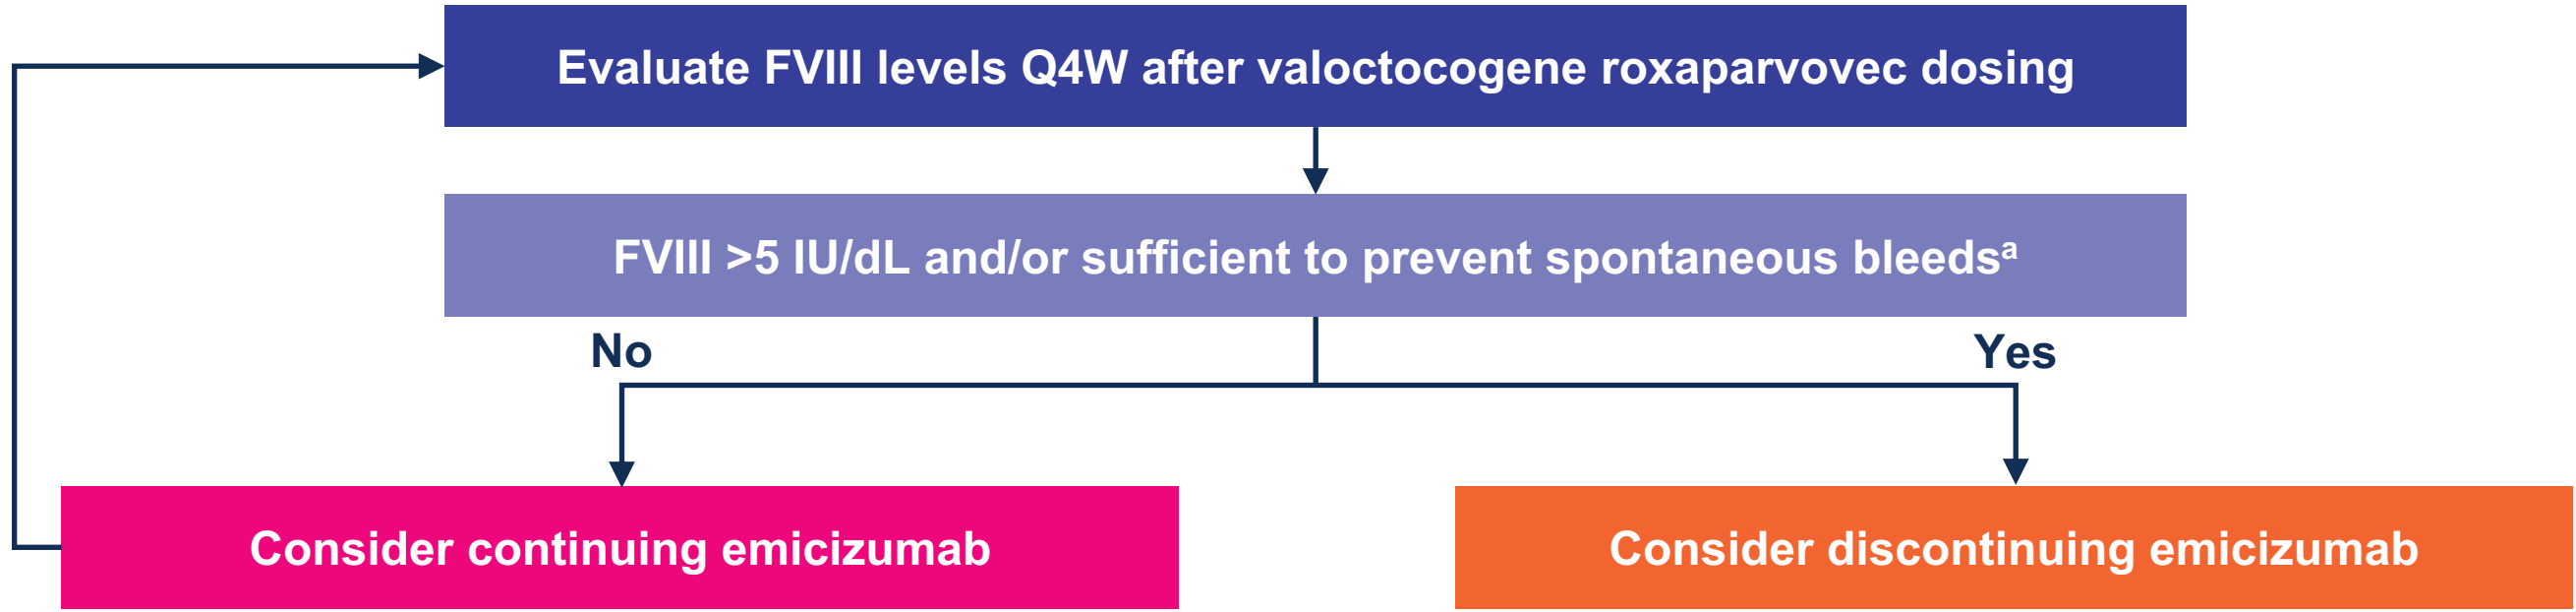 Evaluate FVIII levels Q4W after valoctocogene roxaparvovec dosing
FVIII >5 IU/dL and/or sufficient to prevent spontaneous bleedsᵃ
No
Yes
Consider continuing emicizumab
Consider discontinuing emicizumab